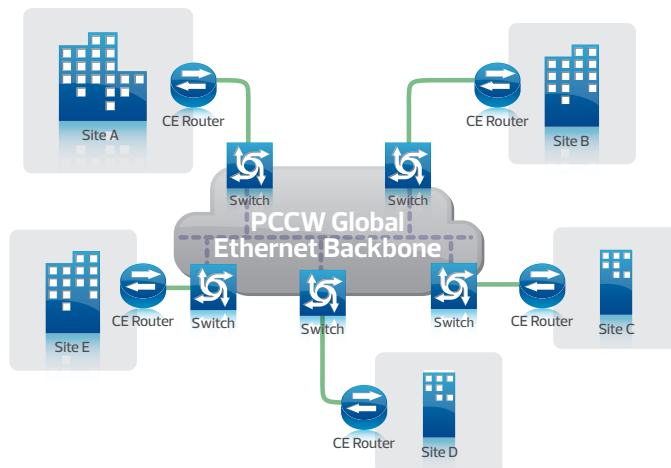 Site A
CE Router
CE Router
Site B
Switch
Switch
PCCW Global
Ethernet Backbone
Site E
CE Router
Switch
Switch
Switch
CE Router
Site C
CE Router
Site D